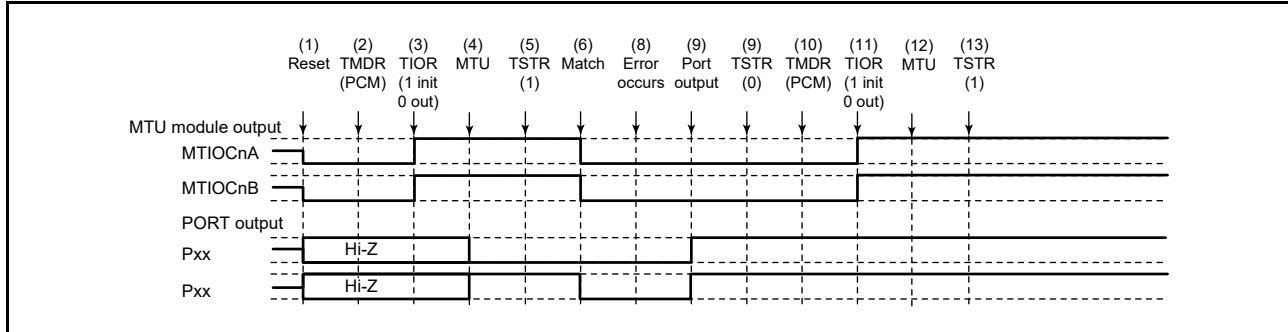 (1) (2) (3) (4) (5) (6) (8) (9) (9) (10) (11) (12) (13)
Reset TMDR TIOR MTU TSTR Match Error Port TSTR TMDR TIOR MTU TSTR
(PCM) (1 init (1) occurs output (0) (PCM) (1 init (1)
0 out) 0 out)
MTU module output
MTIOCnA
MTIOCnB
PORT output
Pxx Hi-Z
Pxx Hi-Z